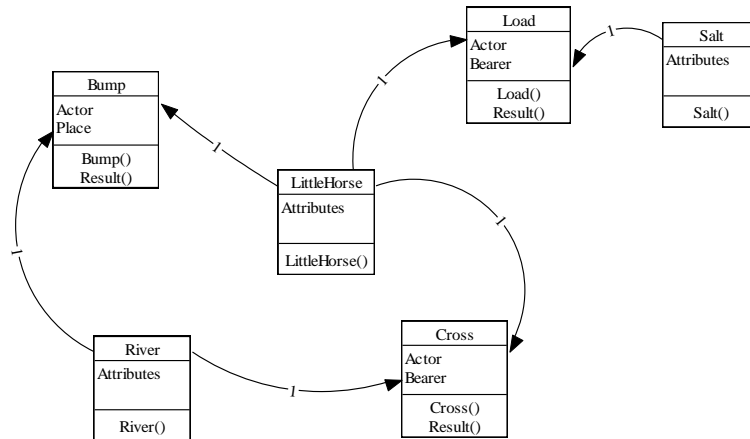 Load
Actor
Bearer
Load()
Result()
1
Salt
Attributes
Salt()
1
Bump
Actor
Place
Bump()
Result()
1
LittleHorse
Attributes
LittleHorse()
1
1
River
Attributes
River()
1
Cross
Actor
Bearer
Cross()
Result()